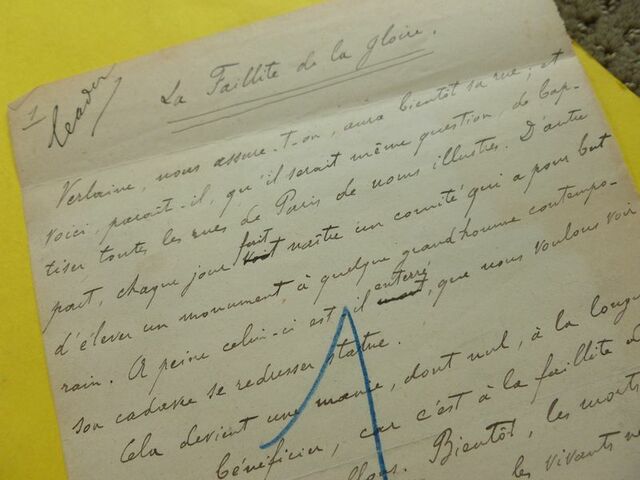 1
leader
La Faillite de la gloire.
Verlaine, nous assure-t-on, aura bientôt sa rue ; et
voici, paraît-il, qu'il serait même question, de bap-
tiser toutes les rues de Paris de noms illustres. D'autre
part, chaque jour fait naître un comité qui a pour but
d'élever un monument à quelque grand homme contempo-
rain. A peine celui-ci est-il enterré, que nous voulons voir
son cadavre se redresser statue.
Cela devient une manie, dont nul, à la longue
bénéficier, car c'est à la faillite d
Bientôt, les morts
les vivants ne